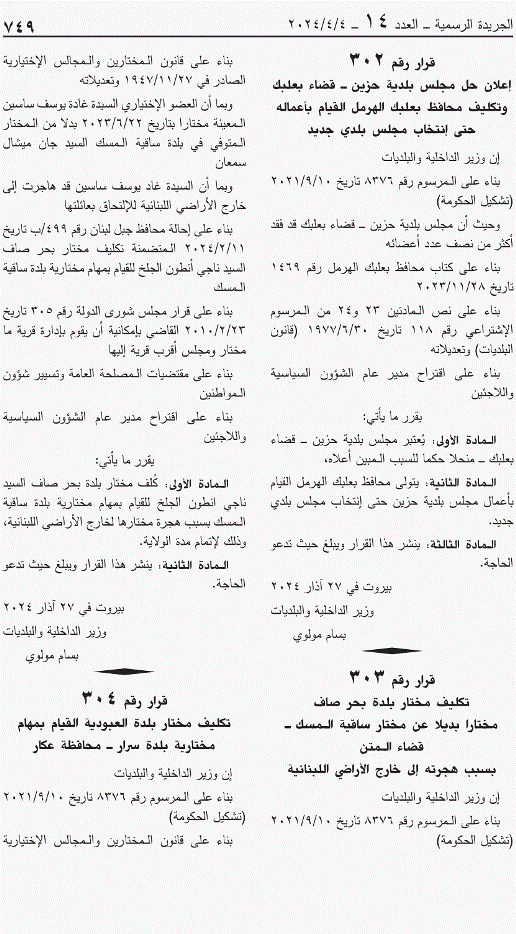 الجريدة الرسمية ــ العدد ١٤ ــ ٢٠٢٤/٤/٤
٧٤٩
قرار رقم ٣٠٢
إعلان حل مجلس بلدية حزين ــ قضاء بعلبك
وتكليف محافظ بعلبك الهرمل القيام بأعماله
حتى إنتخاب مجلس بلدي جديد
إن وزير الداخلية والبلديات
بناء على المرسوم رقم ٨٣٧٦ تاريخ ٢٠٢١/٩/١٠
(تشكيل الحكومة)
وحيث أن مجلس بلدية حزين ــ قضاء بعلبك قد فقد
أكثر من نصف عدد أعضائه
بناء على كتاب محافظ بعلبك الهرمل رقم ١٤٦٩
تاريخ ٢٠٢٣/١١/٢٨
بناء على نص المادتين ٢٣ و٢٤ من المرسوم
الإشتراعي رقم ١١٨ تاريخ ١٩٧٧/٦/٣٠ (قانون
البلديات) وتعديلاته
بناء على اقتراح مدير عام الشؤون السياسية
واللاجئين
يقرر ما يأتي:
المادة الأولى: يُعتبر مجلس بلدية حزين ــ قضاء
بعلبك ــ منحلا حكما للسبب المبين أعلاه،
المادة الثانية: يتولى محافظ بعلبك الهرمل القيام
بأعمال مجلس بلدية حزين حتى إنتخاب مجلس بلدي
جديد.
المادة الثالثة: ينشر هذا القرار ويبلغ حيث تدعو
الحاجة.
بيروت في ٢٧ آذار ٢٠٢٤
وزير الداخلية والبلديات
بسام مولوي
قرار رقم ٣٠٣
تكليف مختار بلدة بحر صاف
مختارا بديلا عن مختار ساقية المسك ــ
قضاء المتن
بسبب هجرته إلى خارج الأراضي اللبنانية
إن وزير الداخلية والبلديات
بناء على المرسوم رقم ٨٣٧٦ تاريخ ٢٠٢١/٩/١٠
(تشكيل الحكومة)
بناء على قانون المختارين والمجالس الإختيارية
الصادر في ١٩٤٧/١١/٢٧ وتعديلاته
وبما أن العضو الإختياري السيدة غادة يوسف ساسين
المعينة مختارا بتاريخ ٢٠٢٣/٦/٢٢ بدلا من المختار
المتوفي في بلدة ساقية المسك السيد جان ميشال
سمعان
وبما أن السيدة غاد يوسف ساسين قد هاجرت إلى
خارج الأراضي اللبنانية للإلتحاق بعائلتها
بناء على إحالة محافظ جبل لبنان رقم ٤٩٩/ب تاريخ
٢٠٢٤/٢/١١ المتضمنة تكليف مختار بحر صاف
السيد ناجي أنطون الجلخ للقيام بمهام مختارية بلدة ساقية
المسك
بناء على قرار مجلس شورى الدولة رقم ٣٠٥ تاريخ
٢٠١٠/٢/٢٣ القاضي بإمكانية أن يقوم بإدارة قرية ما
مختار ومجلس أقرب قرية إليها
بناء على مقتضيات المصلحة العامة وتسيير شؤون
المواطنين
بناء على اقتراح مدير عام الشؤون السياسية
واللاجئين
يقرر ما يأتي:
المادة الأولى: كُلف مختار بلدة بحر صاف السيد
ناجي انطون الجلخ للقيام بمهام مختارية بلدة ساقية
المسك بسبب هجرة مختارها لخارج الأراضي اللبنانية،
وذلك لإتمام مدة الولاية.
المادة الثانية: ينشر هذا القرار ويبلغ حيث تدعو
الحاجة.
بيروت في ٢٧ آذار ٢٠٢٤
وزير الداخلية والبلديات
بسام مولوي
قرار رقم ٣٠٤
تكليف مختار بلدة العبودية القيام بمهام
مختارية بلدة سرار ــ محافظة عكار
إن وزير الداخلية والبلديات
بناء على المرسوم رقم ٨٣٧٦ تاريخ ٢٠٢١/٩/١٠
(تشكيل الحكومة)
بناء على قانون المختارين والمجالس الإختيارية